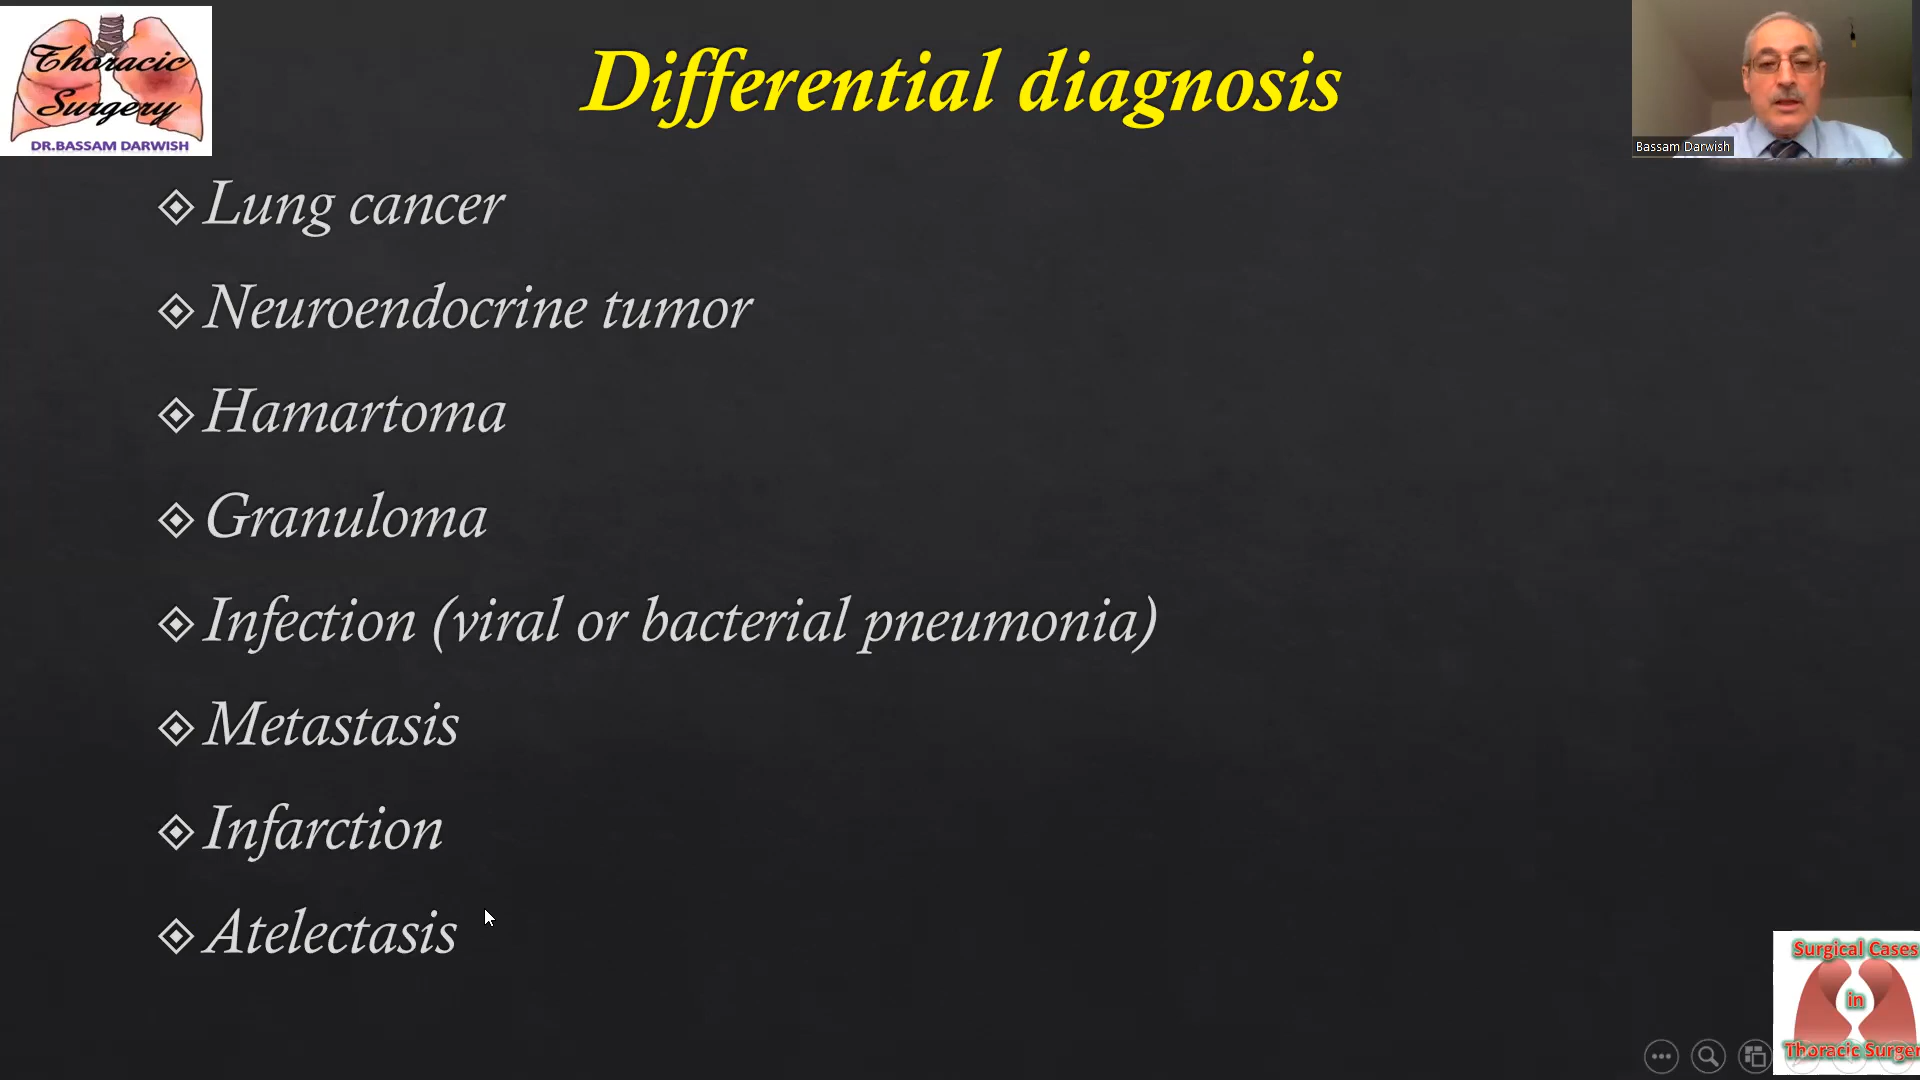 Thoracic
Surgery
DR.BASSAM DARWISH
Differential diagnosis
Bassam Darwish
Lung cancer
Neuroendocrine tumor
Hamartoma
Granuloma
Infection (viral or bacterial pneumonia)
Metastasis
Infarction
Atelectasis
Surgical Cases
in
Thoracic Surger